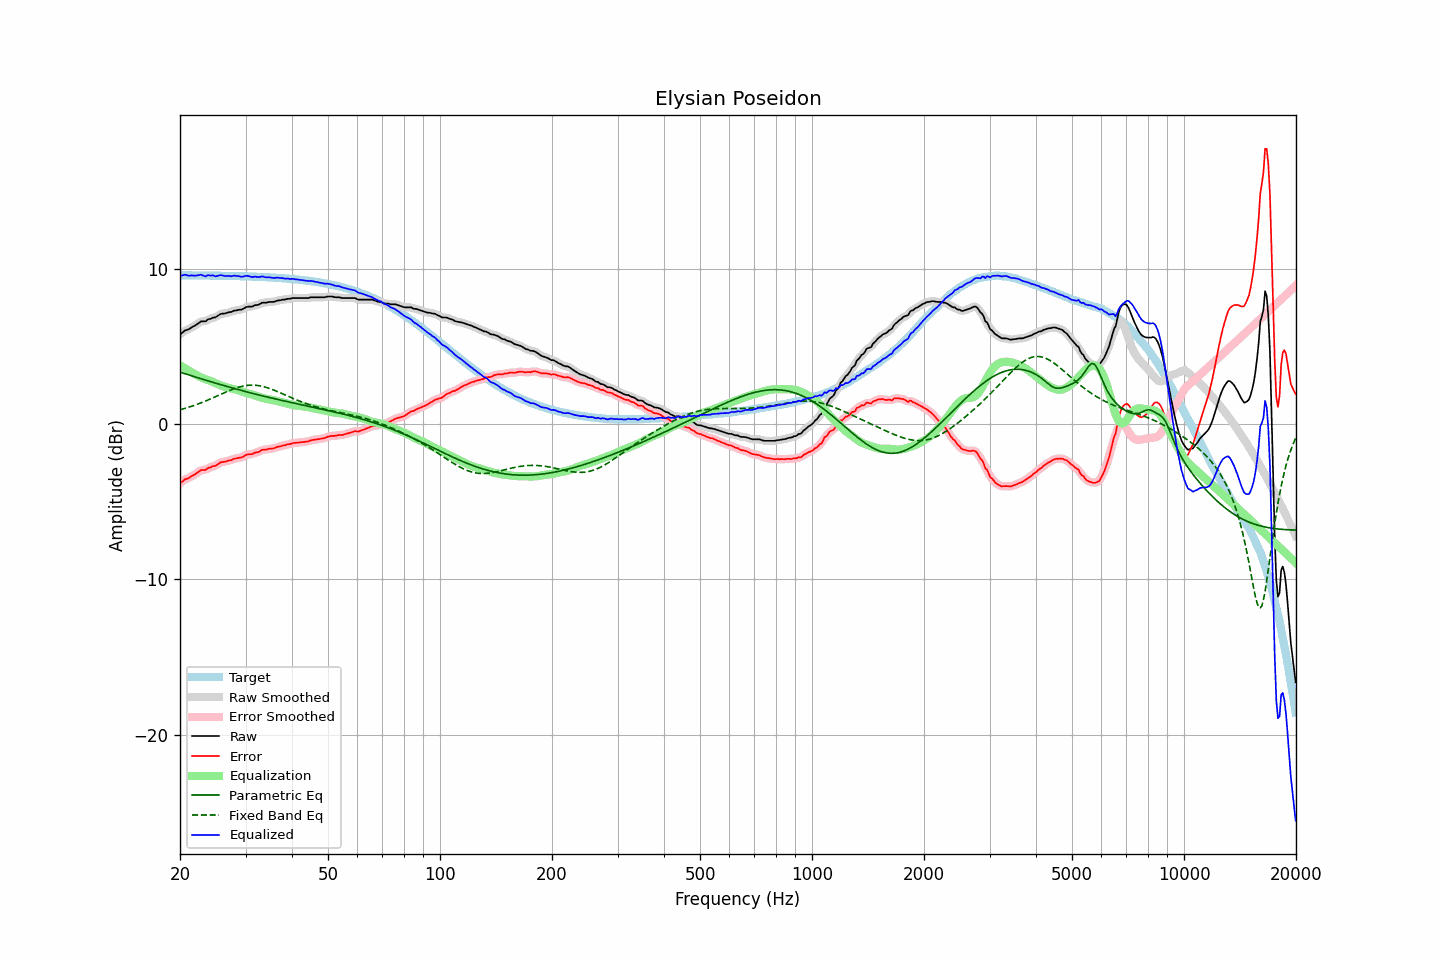 Elysian Poseidon
Amplitude (dBr)
10
0
−10
−20
Target
Raw Smoothed
Error Smoothed
Raw
Error
Equalization
Parametric Eq
Fixed Band Eq
Equalized
20 50 100 200 500 1000 2000 5000 10000 20000
Frequency (Hz)